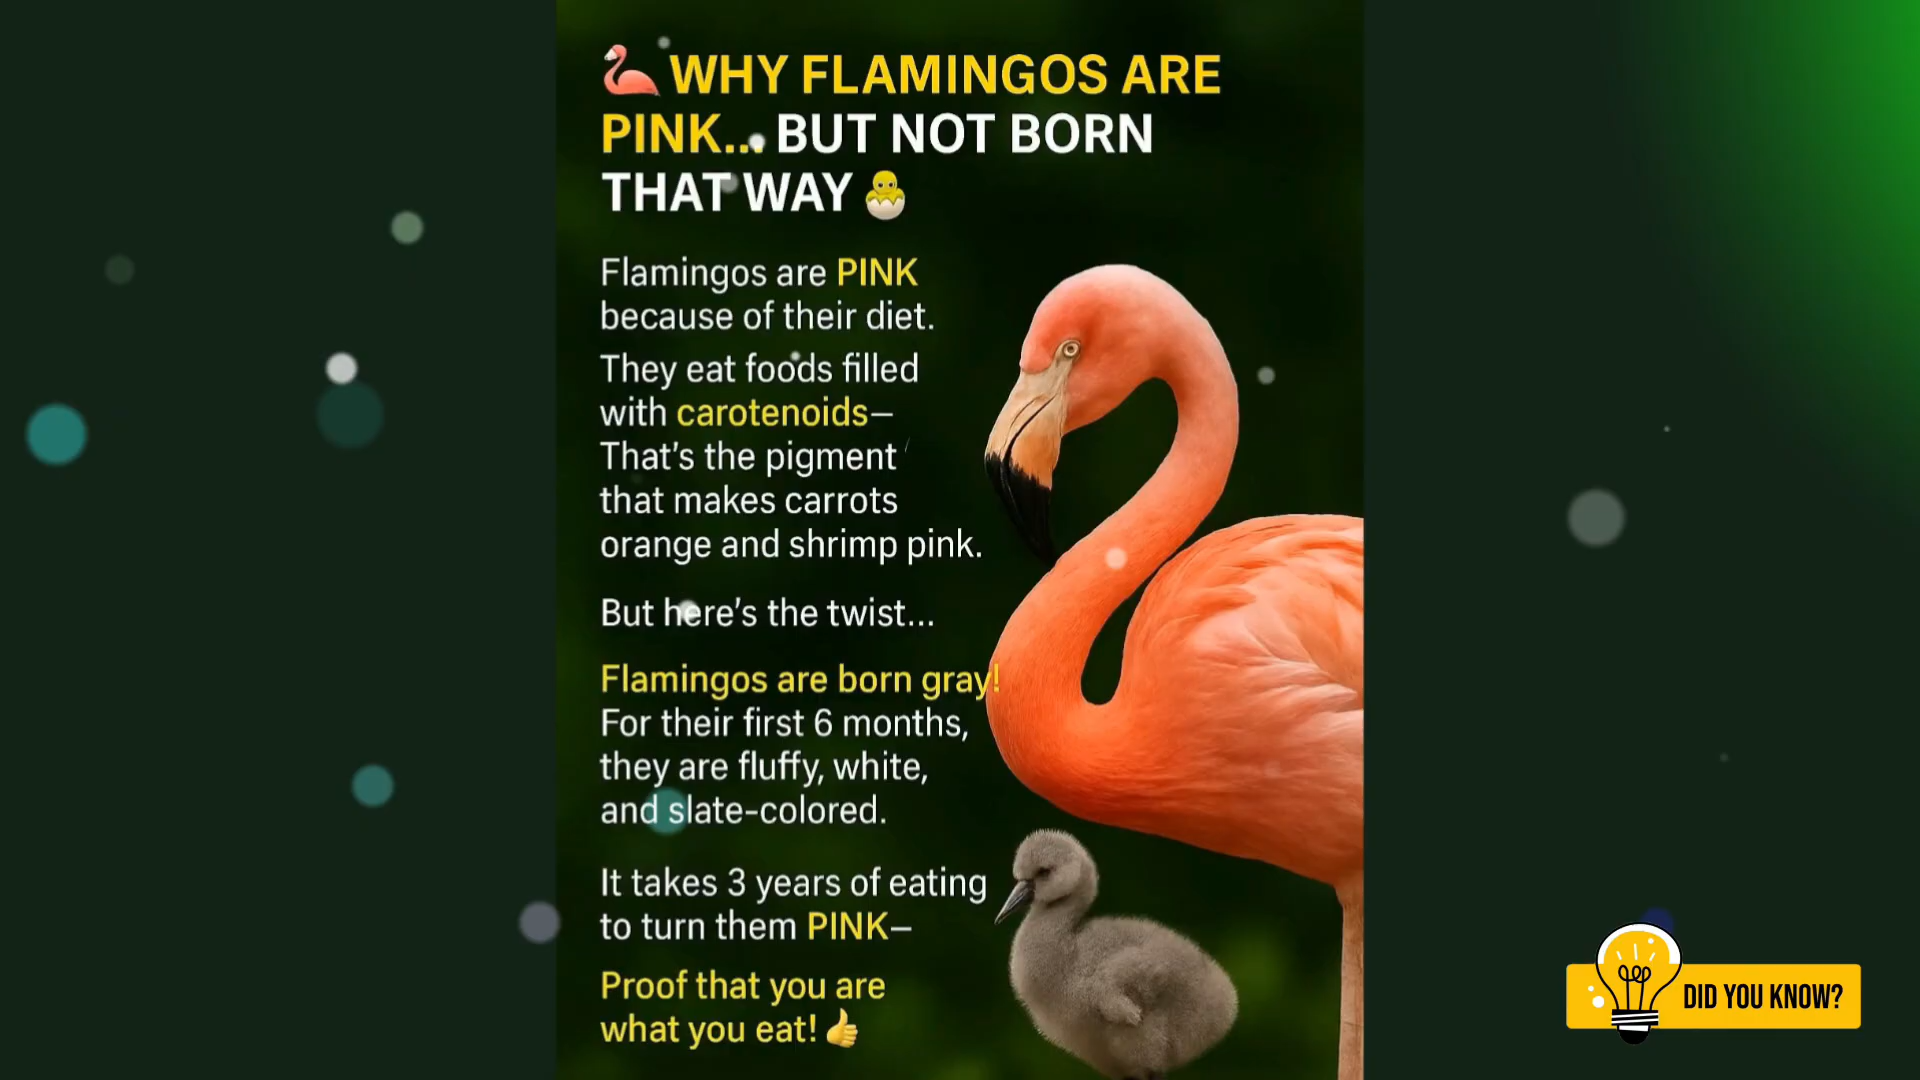 🦩 WHY FLAMINGOS ARE
PINK... BUT NOT BORN
THAT WAY 🐣
Flamingos are PINK
because of their diet.
They eat foods filled
with carotenoids–
That's the pigment
that makes carrots
orange and shrimp pink.
But here's the twist...
Flamingos are born gray!
For their first 6 months,
they are fluffy, white,
and slate-colored.
It takes 3 years of eating
to turn them PINK–
Proof that you are
what you eat! 👍
DID YOU KNOW?